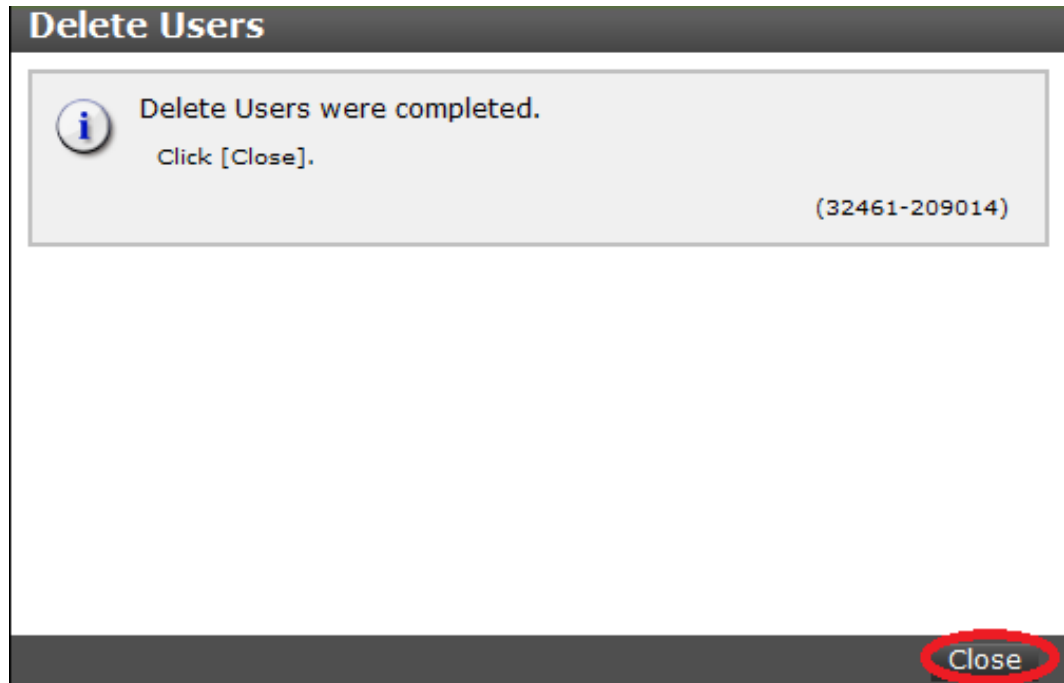 Delete Users
Delete Users were completed.
Click [Close].
(32461-209014)
Close